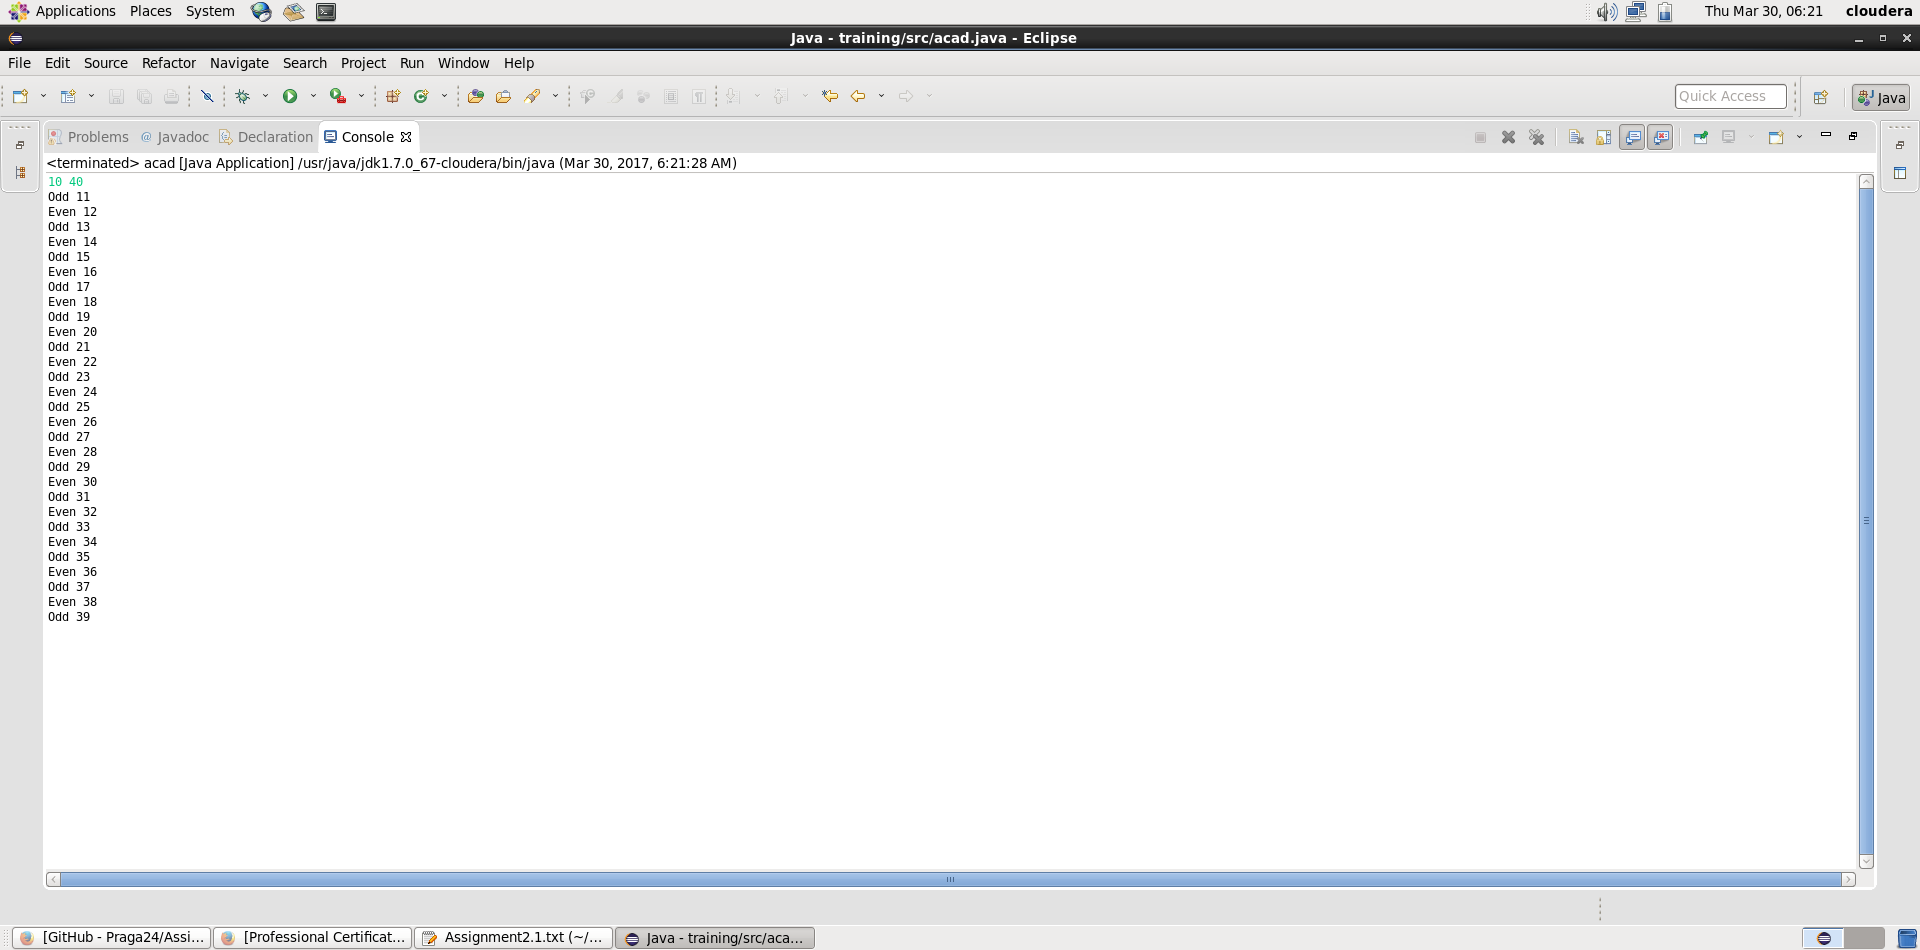 Applications Places System Thu Mar 30, 06:21 cloudera
Java - training/src/acad.java - Eclipse
File Edit Source Refactor Navigate Search Project Run Window Help
Quick Access Java
Problems @ Javadoc Declaration Console
<terminated> acad [Java Application] /usr/java/jdk1.7.0_67-cloudera/bin/java (Mar 30, 2017, 6:21:28 AM)
10 40
Odd 11
Even 12
Odd 13
Even 14
Odd 15
Even 16
Odd 17
Even 18
Odd 19
Even 20
Odd 21
Even 22
Odd 23
Even 24
Odd 25
Even 26
Odd 27
Even 28
Odd 29
Even 30
Odd 31
Even 32
Odd 33
Even 34
Odd 35
Even 36
Odd 37
Even 38
Odd 39
[GitHub - Praga24/Assi... [Professional Certificat... Assignment2.1.txt (~/... Java - training/src/aca...